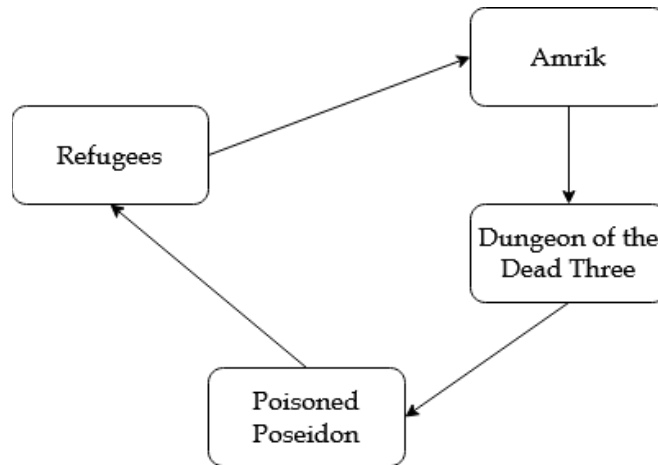 Amrik
Refugees
Dungeon of the
Dead Three
Poisoned
Poseidon